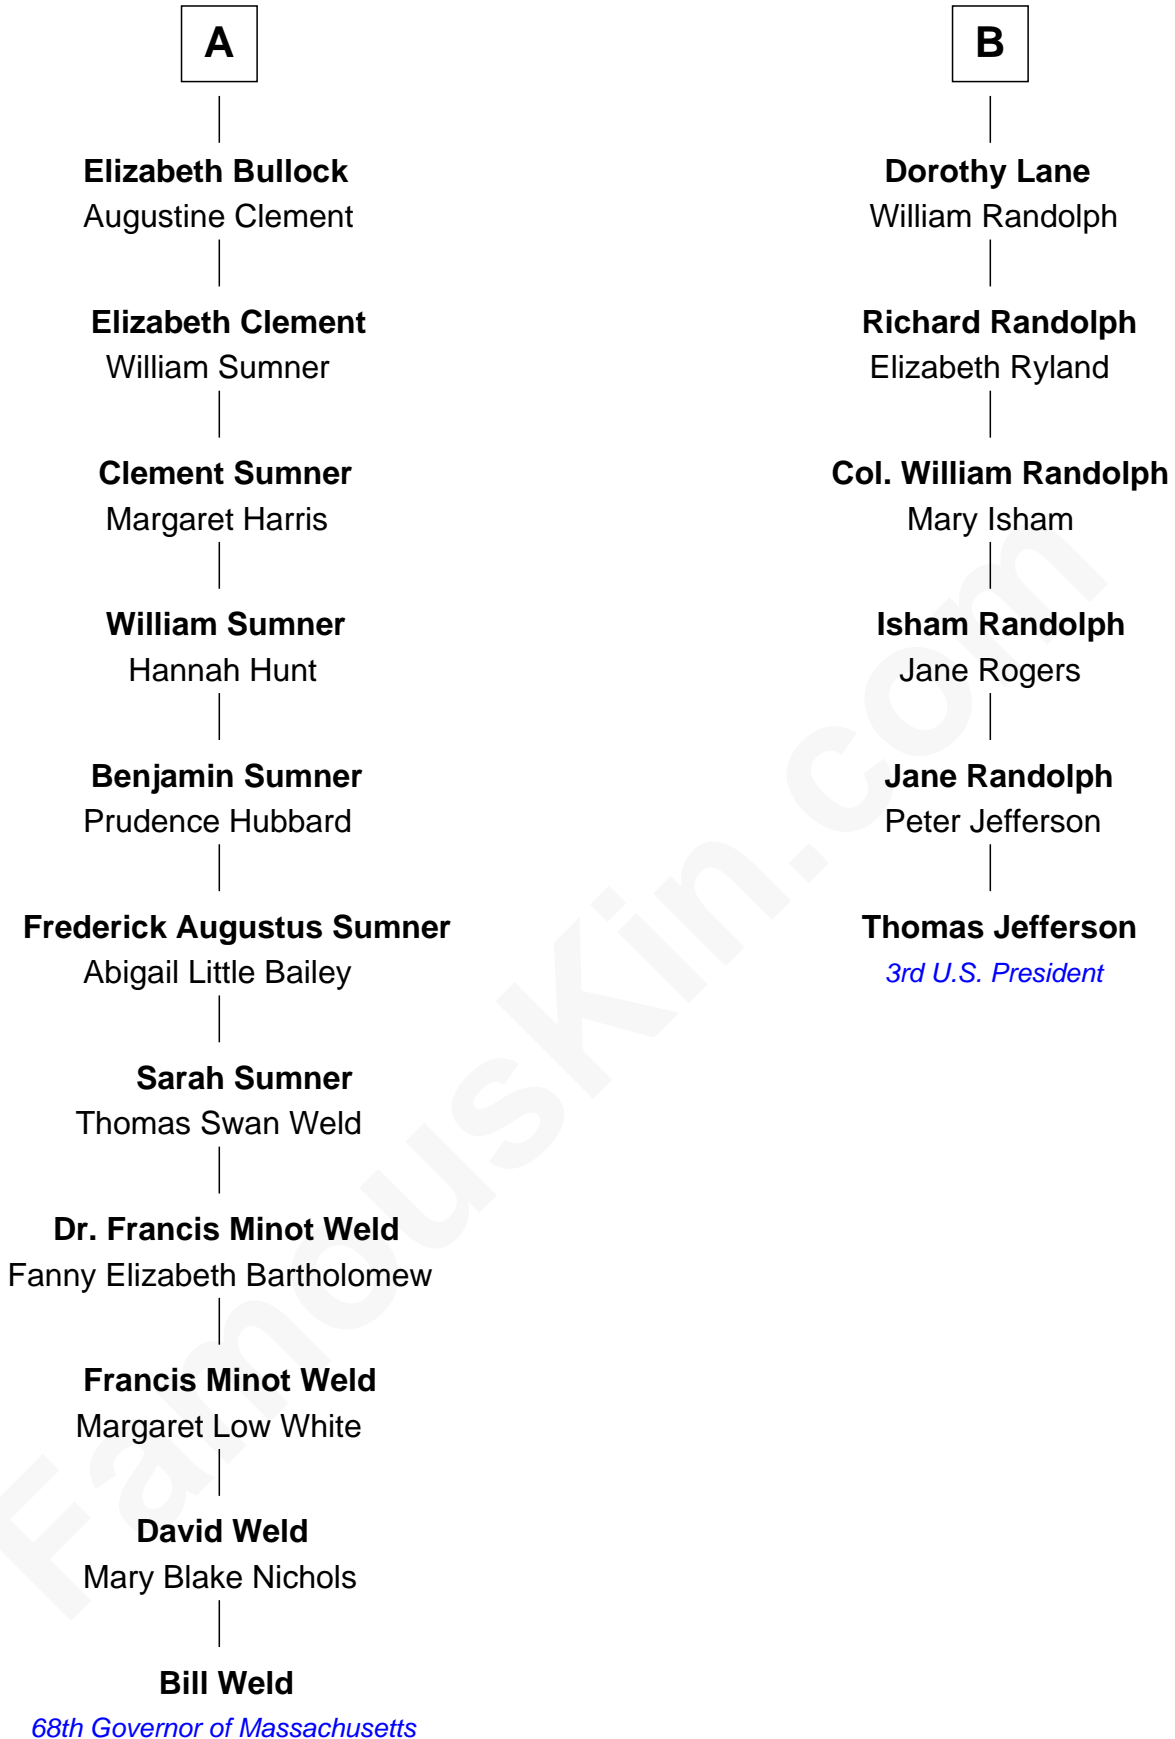 A
Elizabeth Bullock
Augustine Clement
Elizabeth Clement
William Sumner
Clement Sumner
Margaret Harris
William Sumner
Hannah Hunt
Benjamin Sumner
Prudence Hubbard
Frederick Augustus Sumner
Abigail Little Bailey
Sarah Sumner
Thomas Swan Weld
Dr. Francis Minot Weld
Fanny Elizabeth Bartholomew
Francis Minot Weld
Margaret Low White
David Weld
Mary Blake Nichols
Bill Weld
68th Governor of Massachusetts
B
Dorothy Lane
William Randolph
Richard Randolph
Elizabeth Ryland
Col. William Randolph
Mary Isham
Isham Randolph
Jane Rogers
Jane Randolph
Peter Jefferson
Thomas Jefferson
3rd U.S. President
FamousKin.com